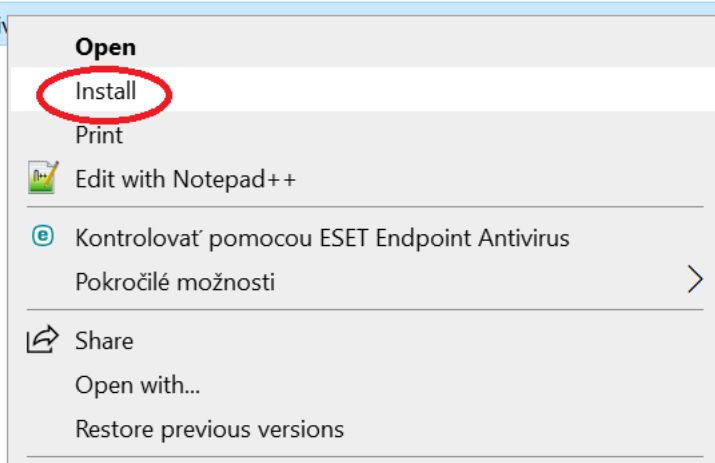 Open
Install
Print
Edit with Notepad++
Kontrolovať pomocou ESET Endpoint Antivirus
Pokročilé možnosti
Share
Open with...
Restore previous versions